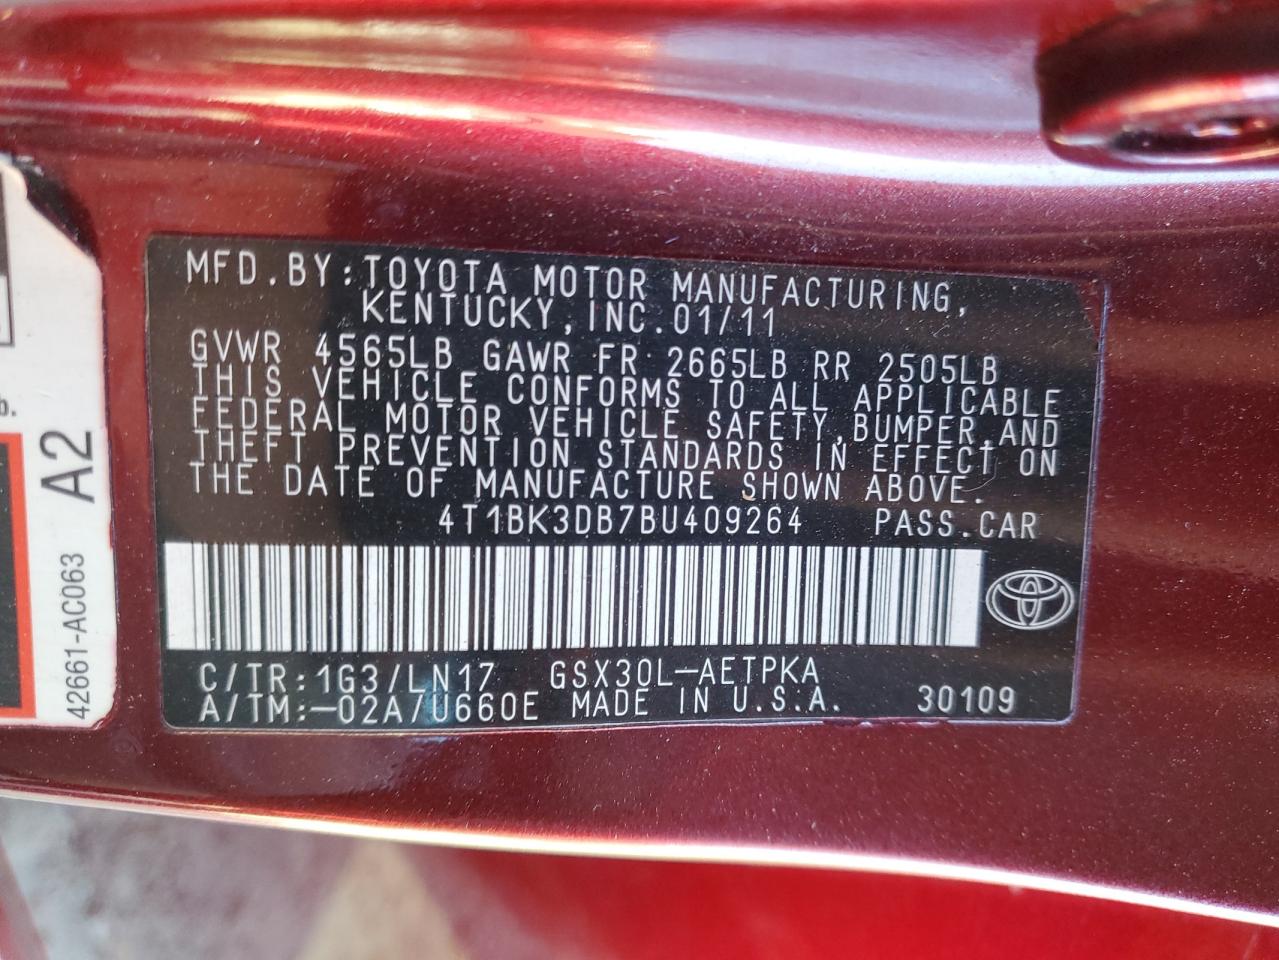 MFD.BY:TOYOTA MOTOR MANUFACTURING,
KENTUCKY,INC.01/11
GVWR 4565LB GAWR FR 2665LB RR 2505LB
THIS VEHICLE CONFORMS TO ALL APPLICABLE
FEDERAL MOTOR VEHICLE SAFETY,BUMPER,AND
THEFT PREVENTION STANDARDS IN EFFECT ON
THE DATE OF MANUFACTURE SHOWN ABOVE.
4T1BK3DB7BU409264 PASS.CAR
C/TR:1G3/LN17 GSX30L-AETPKA
A/TM:-02A/U660E MADE IN U.S.A. 30109
b.
A2
42661-AC063